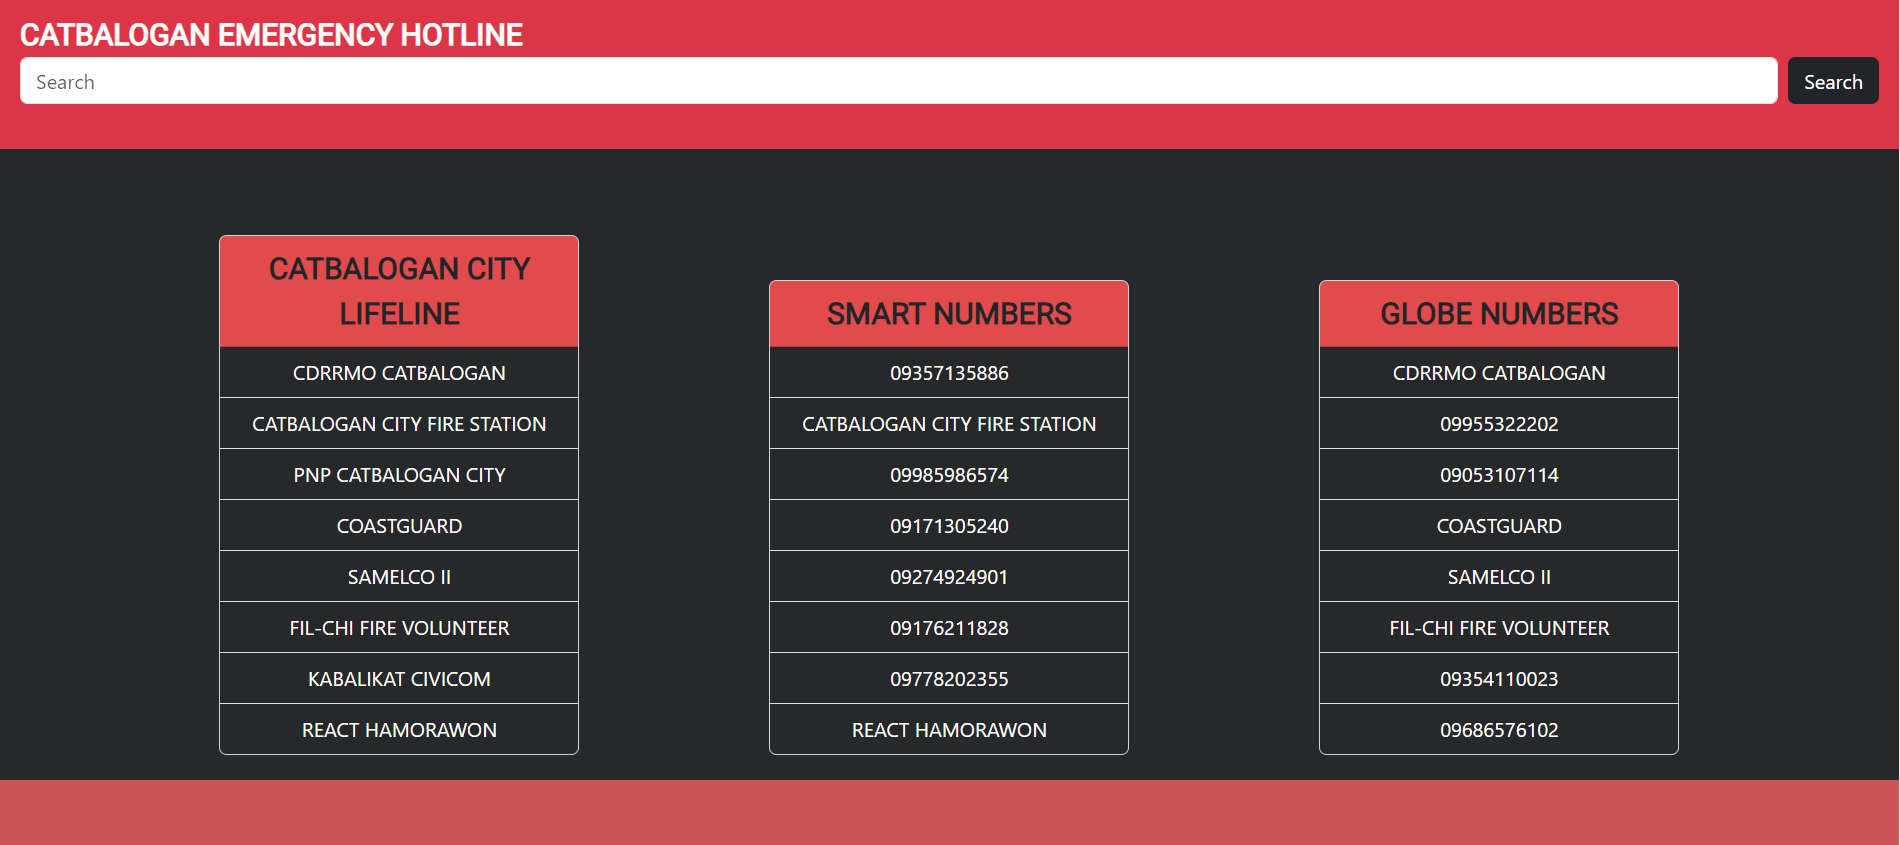 CATBALOGAN EMERGENCY HOTLINE
Search
Search
CATBALOGAN CITY
LIFELINE
CDRRMO CATBALOGAN
CATBALOGAN CITY FIRE STATION
PNP CATBALOGAN CITY
COASTGUARD
SAMELCO II
FIL-CHI FIRE VOLUNTEER
KABALIKAT CIVICOM
REACT HAMORAWON
SMART NUMBERS
09357135886
CATBALOGAN CITY FIRE STATION
09985986574
09171305240
09274924901
09176211828
09778202355
REACT HAMORAWON
GLOBE NUMBERS
CDRRMO CATBALOGAN
09955322202
09053107114
COASTGUARD
SAMELCO II
FIL-CHI FIRE VOLUNTEER
09354110023
09686576102